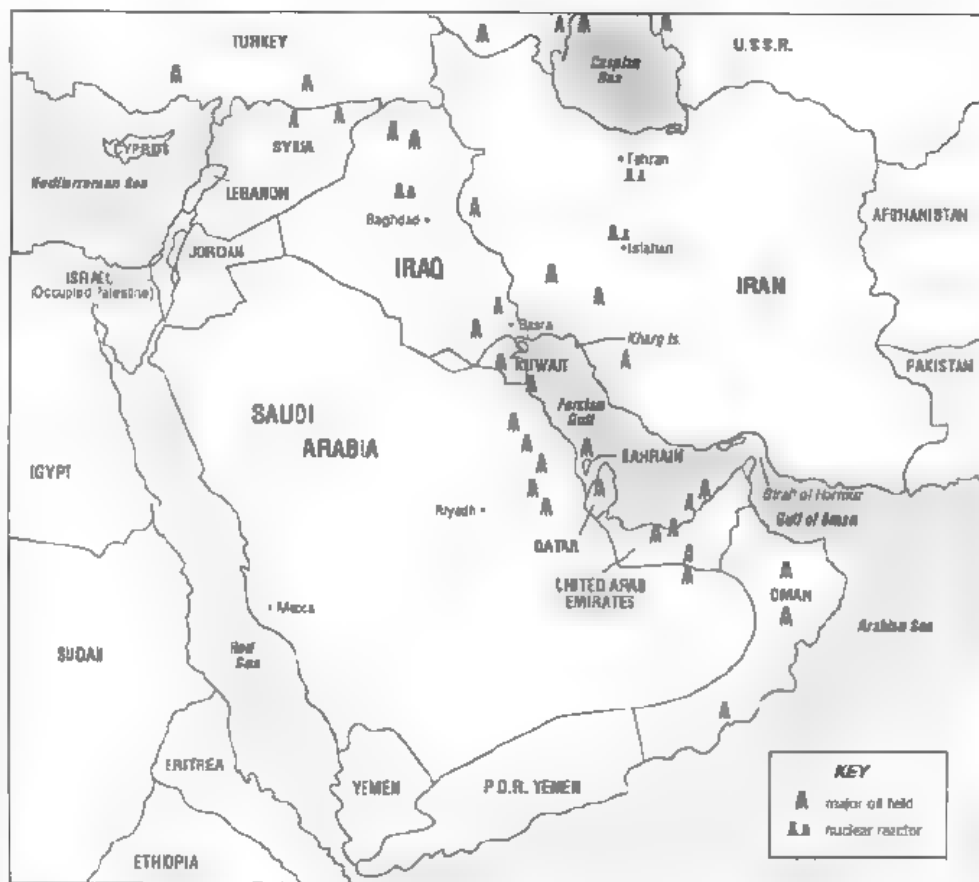 TURKEY
U.S.S.R.
Caspian
Sea
CYPRUS
SYRIA
Tehran
Mediterranean Sea
LEBANON
Baghdad
AFGHANISTAN
JORDAN
Isfahan
ISRAEL
(Occupied Palestine)
IRAQ
IRAN
Basra
Kharg Is.
KUWAIT
PAKISTAN
SAUDI
ARABIA
Persian
Gulf
BAHRAIN
EGYPT
Strait of Hormuz
Riyadh
Gulf of Oman
QATAR
UNITED ARAB
EMIRATES
OMAN
Mecca
Arabian Sea
Red
Sea
SUDAN
ERITREA
YEMEN
P.D.R. YEMEN
ETHIOPIA
KEY
major oil field
nuclear reactor